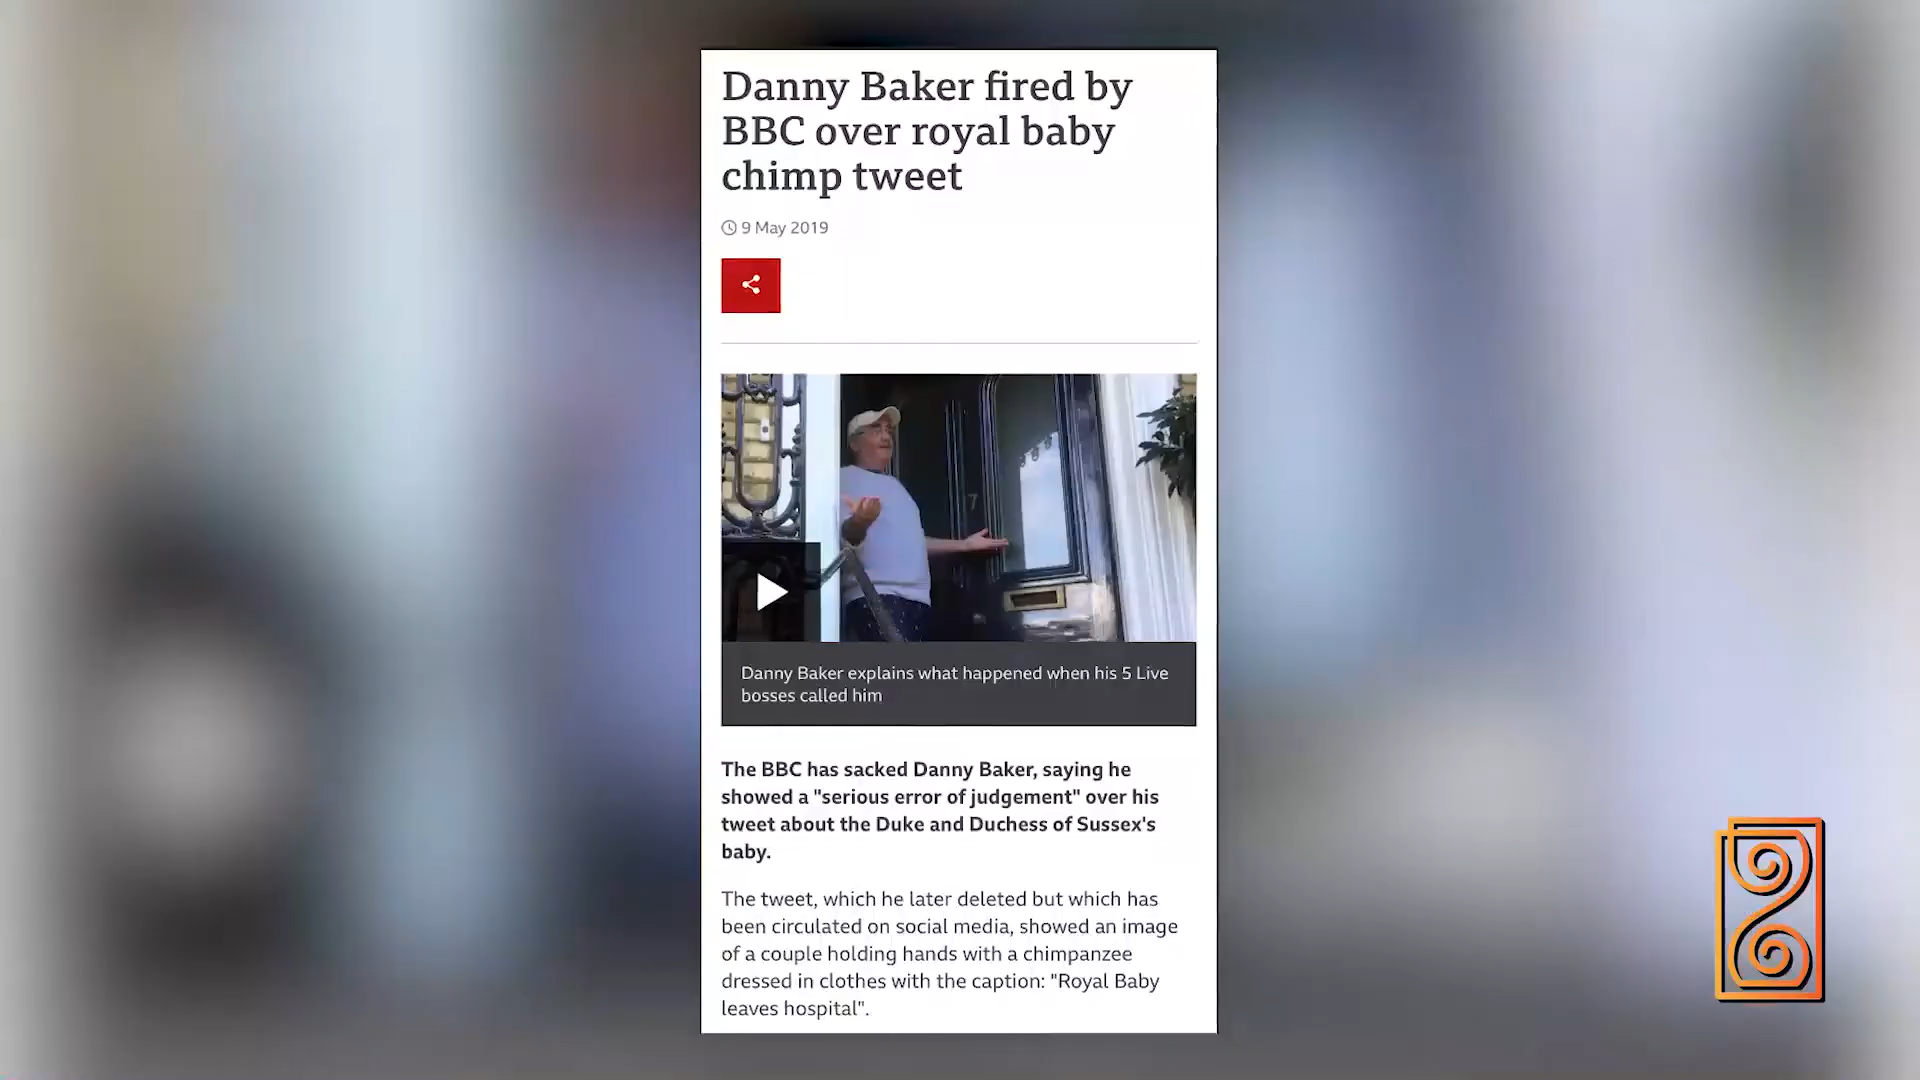 Danny Baker fired by
BBC over royal baby
chimp tweet
9 May 2019
7
Danny Baker explains what happened when his 5 Live
bosses called him
The BBC has sacked Danny Baker, saying he
showed a "serious error of judgement" over his
tweet about the Duke and Duchess of Sussex's
baby.
The tweet, which he later deleted but which has
been circulated on social media, showed an image
of a couple holding hands with a chimpanzee
dressed in clothes with the caption: "Royal Baby
leaves hospital".